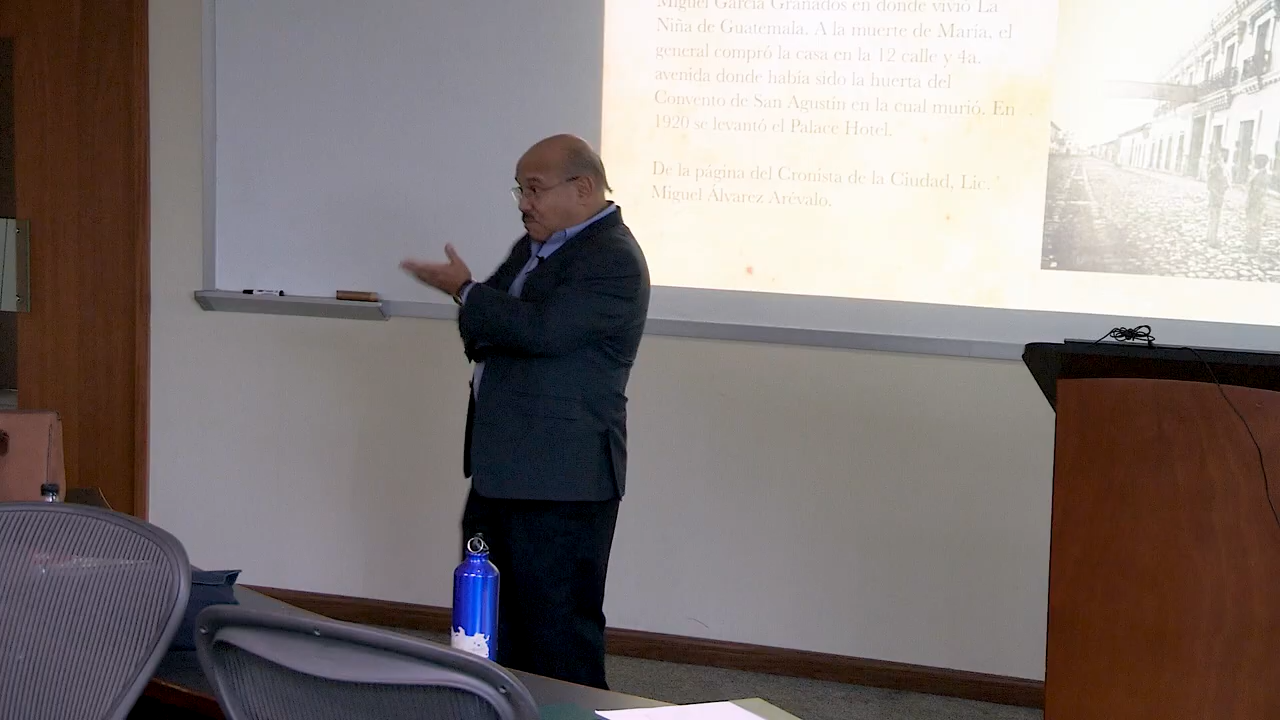 Miguel García Granados en donde vivió La
Niña de Guatemala. A la muerte de María, el
general compró la casa en la 12 calle y 4a.
avenida donde había sido la huerta del
Convento de San Agustín en la cual murió. En
1920 se levantó el Palace Hotel.
De la página del Cronista de la Ciudad, Lic.
Miguel Álvarez Arévalo.